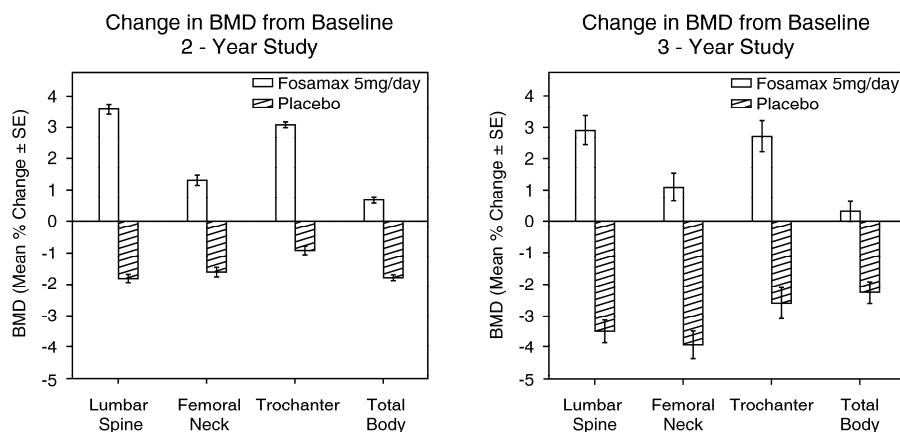 Change in BMD from Baseline
2 - Year Study
Fosamax 5mg/day
Placebo
BMD (Mean % Change ± SE)
4
3
2
1
0
-1
-2
-3
-4
-5
Lumbar
Spine
Femoral
Neck
Trochanter
Total
Body
Change in BMD from Baseline
3 - Year Study
Fosamax 5mg/day
Placebo
BMD (Mean % Change ± SE)
4
3
2
1
0
-1
-2
-3
-4
-5
Lumbar
Spine
Femoral
Neck
Trochanter
Total
Body